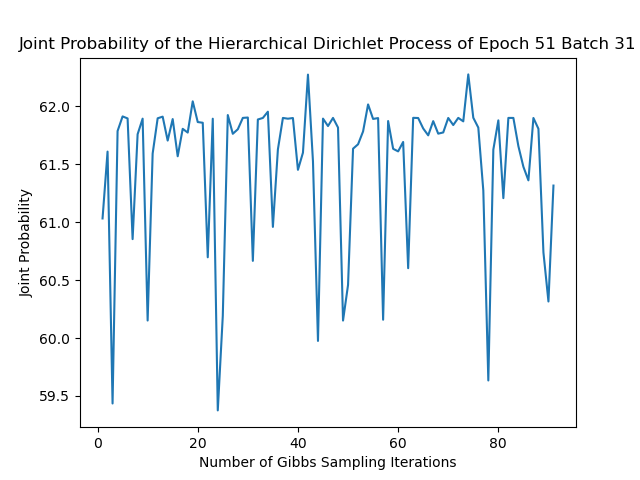 Joint Probability of the Hierarchical Dirichlet Process of Epoch 51 Batch 31
Joint Probability
62.0
61.5
61.0
60.5
60.0
59.5
0 20 40 60 80
Number of Gibbs Sampling Iterations